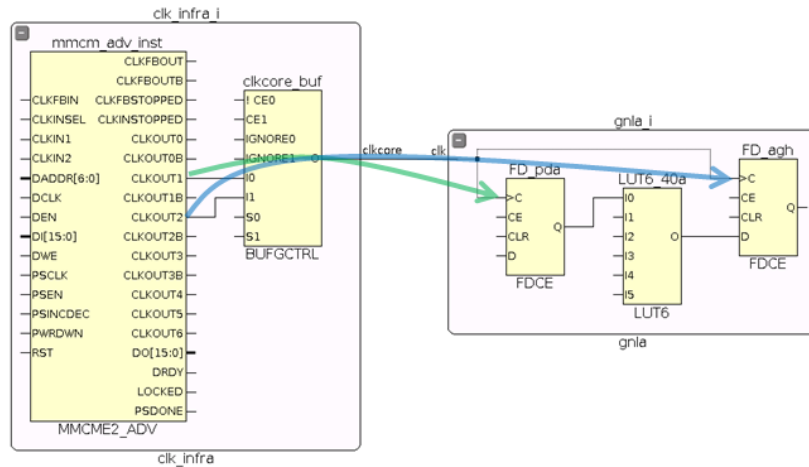 clk_infra_i
mmcm_adv_inst
CLKFBOUT
CLKFBOUTB
CLKFBIN CLKFBSTOPPED
CLKINSEL CLKINSTOPPED
CLKIN1 CLKOUT0
CLKIN2 CLKOUT0B
DADDR[6:0] CLKOUT1
DCLK CLKOUT1B
DEN CLKOUT2
DI[15:0] CLKOUT2B
DWE CLKOUT3
PSCLK CLKOUT3B
PSEN CLKOUT4
PSINCDEC CLKOUT5
PWRDWN CLKOUT6
RST DO[15:0]
DRDY
LOCKED
PSDONE
MMCME2_ADV
clkcore_buf
! CE0
CE1
IGNORE0
IGNORE1 O
I0
I1
S0
S1
BUFGCTRL
clk_infra
clkcore clk
gnla_i
FD_pda
C
CE
CLR
Q
D
FDCE
LUT6_40a
I0
I1
I2 O
I3
I4
I5
LUT6
FD_agh
C
CE
Q
CLR
D
FDCE
gnla